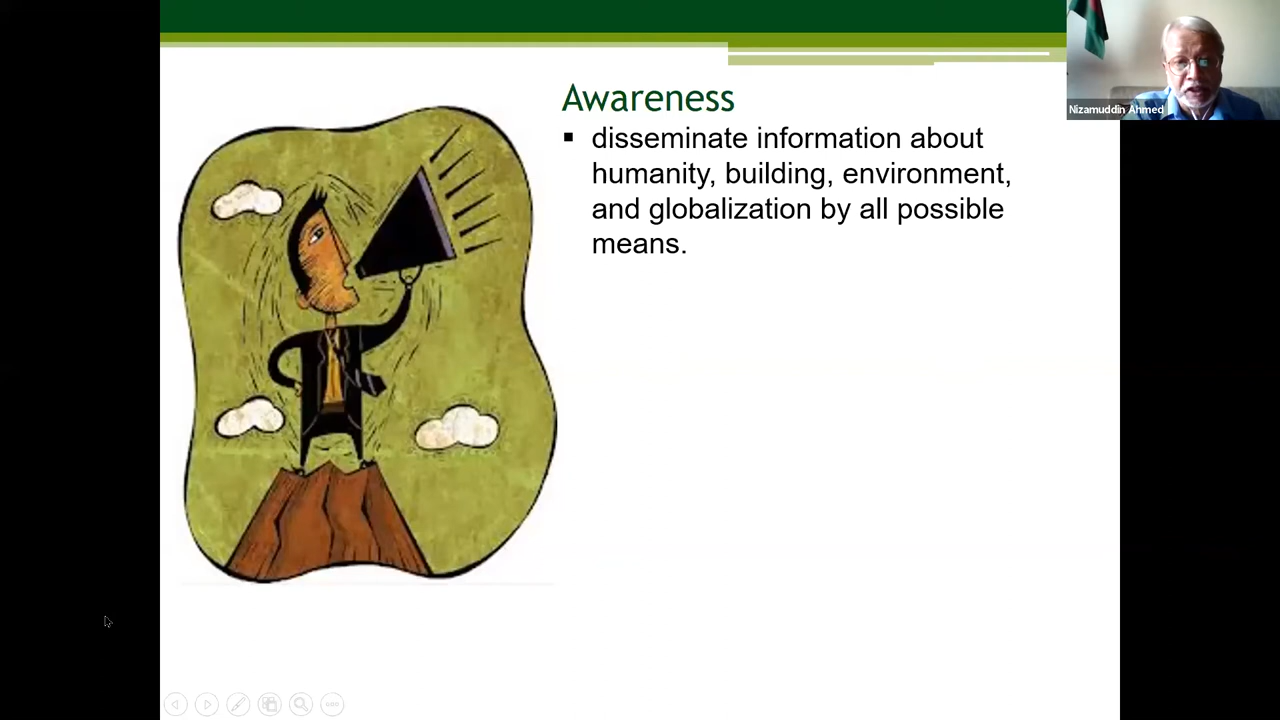 Awareness
disseminate information about
humanity, building, environment,
and globalization by all possible
means.
Nizamuddin Ahmed